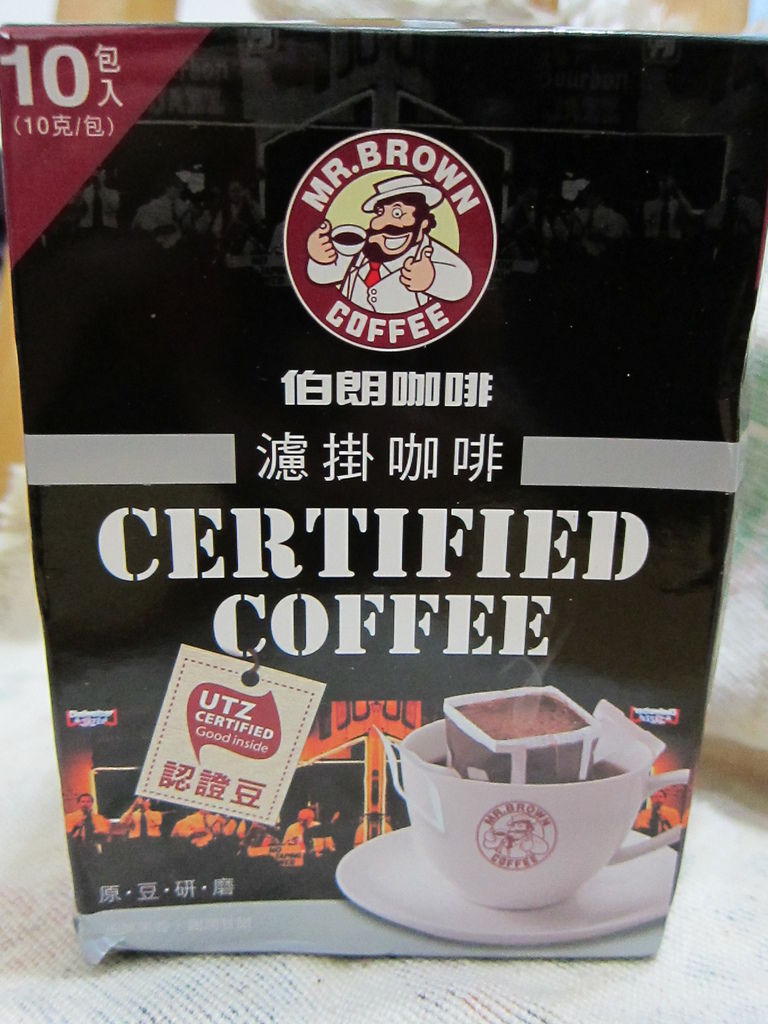 10包入
(10克/包)
MR.BROWN
COFFEE
伯朗咖啡
濾掛咖啡
CERTIFIED
COFFEE
UTZ
CERTIFIED
Good inside
認證豆
MR.BROWN
COFFEE
NO
原·豆·研·磨